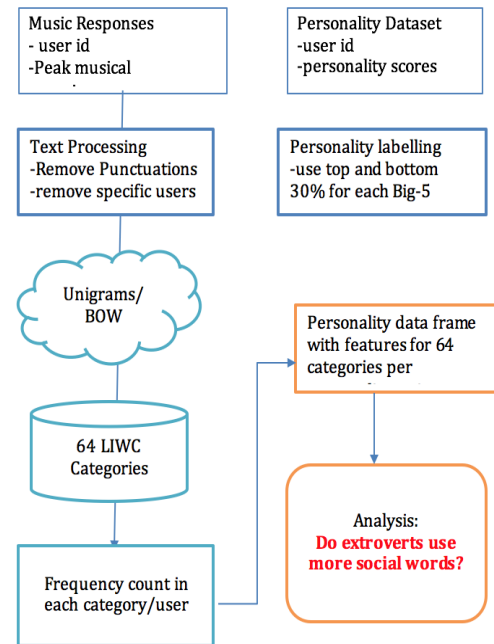 Music Responses
- user id
-Peak musical
Personality Dataset
-user id
-personality scores
Text Processing
-Remove Punctuations
-remove specific users
Personality labelling
-use top and bottom
30% for each Big-5
Unigrams/
BOW
Personality data frame
with features for 64
categories per
64 LIWC
Categories
Analysis:
Do extroverts use
more social words?
Frequency count in
each category/user